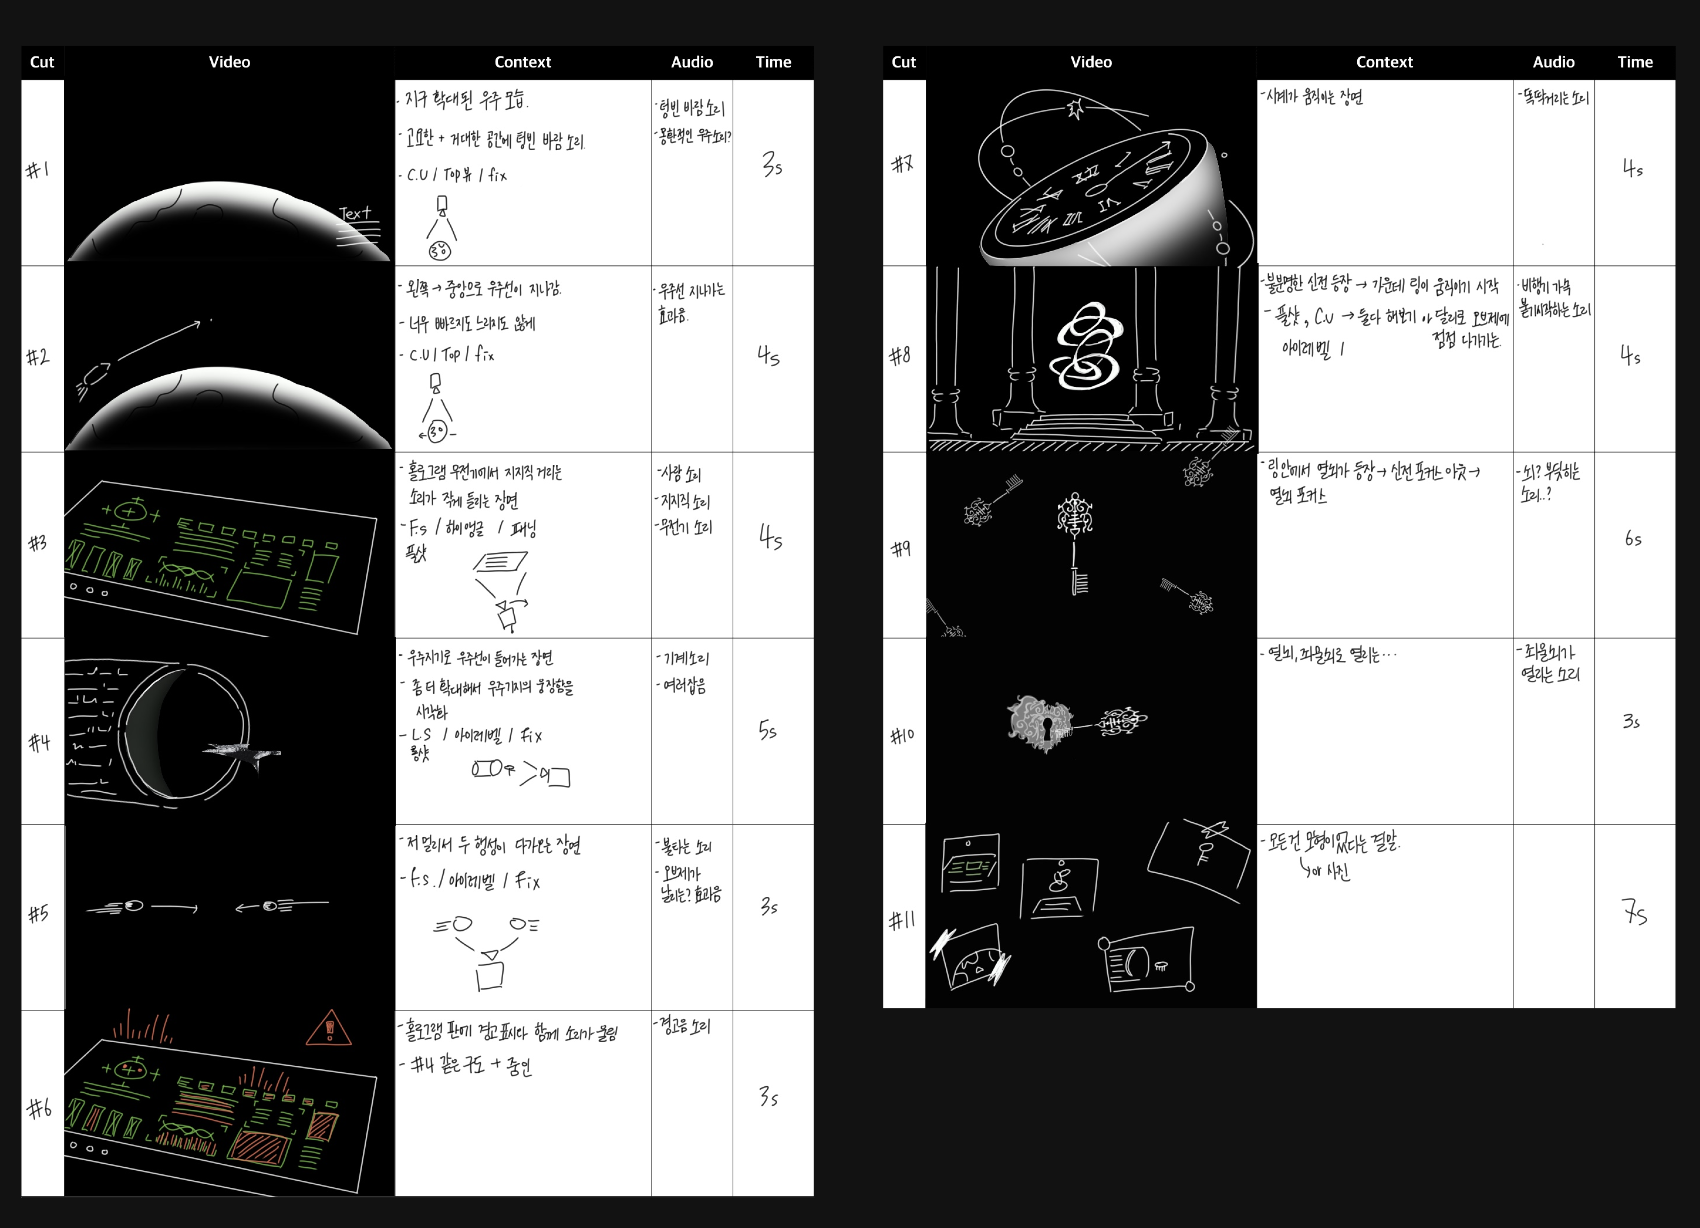 Cut Video Context Audio Time
#1
Text
- 지구 확대된 우주 모습.
- 고요한 + 거대한 공간에 텅빈 바람 소리.
- C.U / Top뷰 / fix
- 텅빈 바람소리
- 몽환적인 우주소리?
3s
#2
- 왼쪽 → 중앙으로 우주선이 지나감.
- 너무 빠르지도 느리지도 않게
- C.U / Top / fix
- 우주선 지나가는
효과음.
4s
#3
- 홀로그램 무전기에서 지지직 거리는
소리가 작게 들리는 장면
- F.s / 하이앵글 / 패닝
풀샷
- 사람 소리
- 지지직 소리
- 무전기 소리
4s
#4
- 우주기지로 우주선이 들어가는 장면
- 좀 더 확대해서 우주기지의 웅장함을
시각화
- L.S / 아이레벨 / fix
롱샷
- 기계소리
- 여러잡음
5s
#5
- 저 멀리서 두 행성이 다가오는 장면
- f.s. / 아이레벨 / fix
- 불타는 소리
- 오브제가
날리는? 효과음
3s
#6
- 홀로그램 판에 경고표시와 함께 소리가 울림
- #4 같은 구도 + 줌인
- 경고음 소리
3s
Cut Video Context Audio Time
#7
- 시계가 움직이는 장면
- 똑딱거리는 소리
4s
#8
- 불분명한 신전 등장 → 가운데 링이 움직이기 시작
- 풀샷, C.U → 둘다 해보기 or 달리로 오브제에
아이레벨 / 점점 다가가는.
- 비행기 가속
붙기시작하는 소리
4s
#9
- 링안에서 열쇠가 등장 → 신전 포커스 아웃 →
열쇠 포커스
- 쇠? 부딪히는
소리..?
6s
#10
- 열쇠, 자물쇠로 열리는...
- 자물쇠가
열리는 소리
3s
#11
- 모든건 모형이었다는 결말.
↳ or 사진
7s